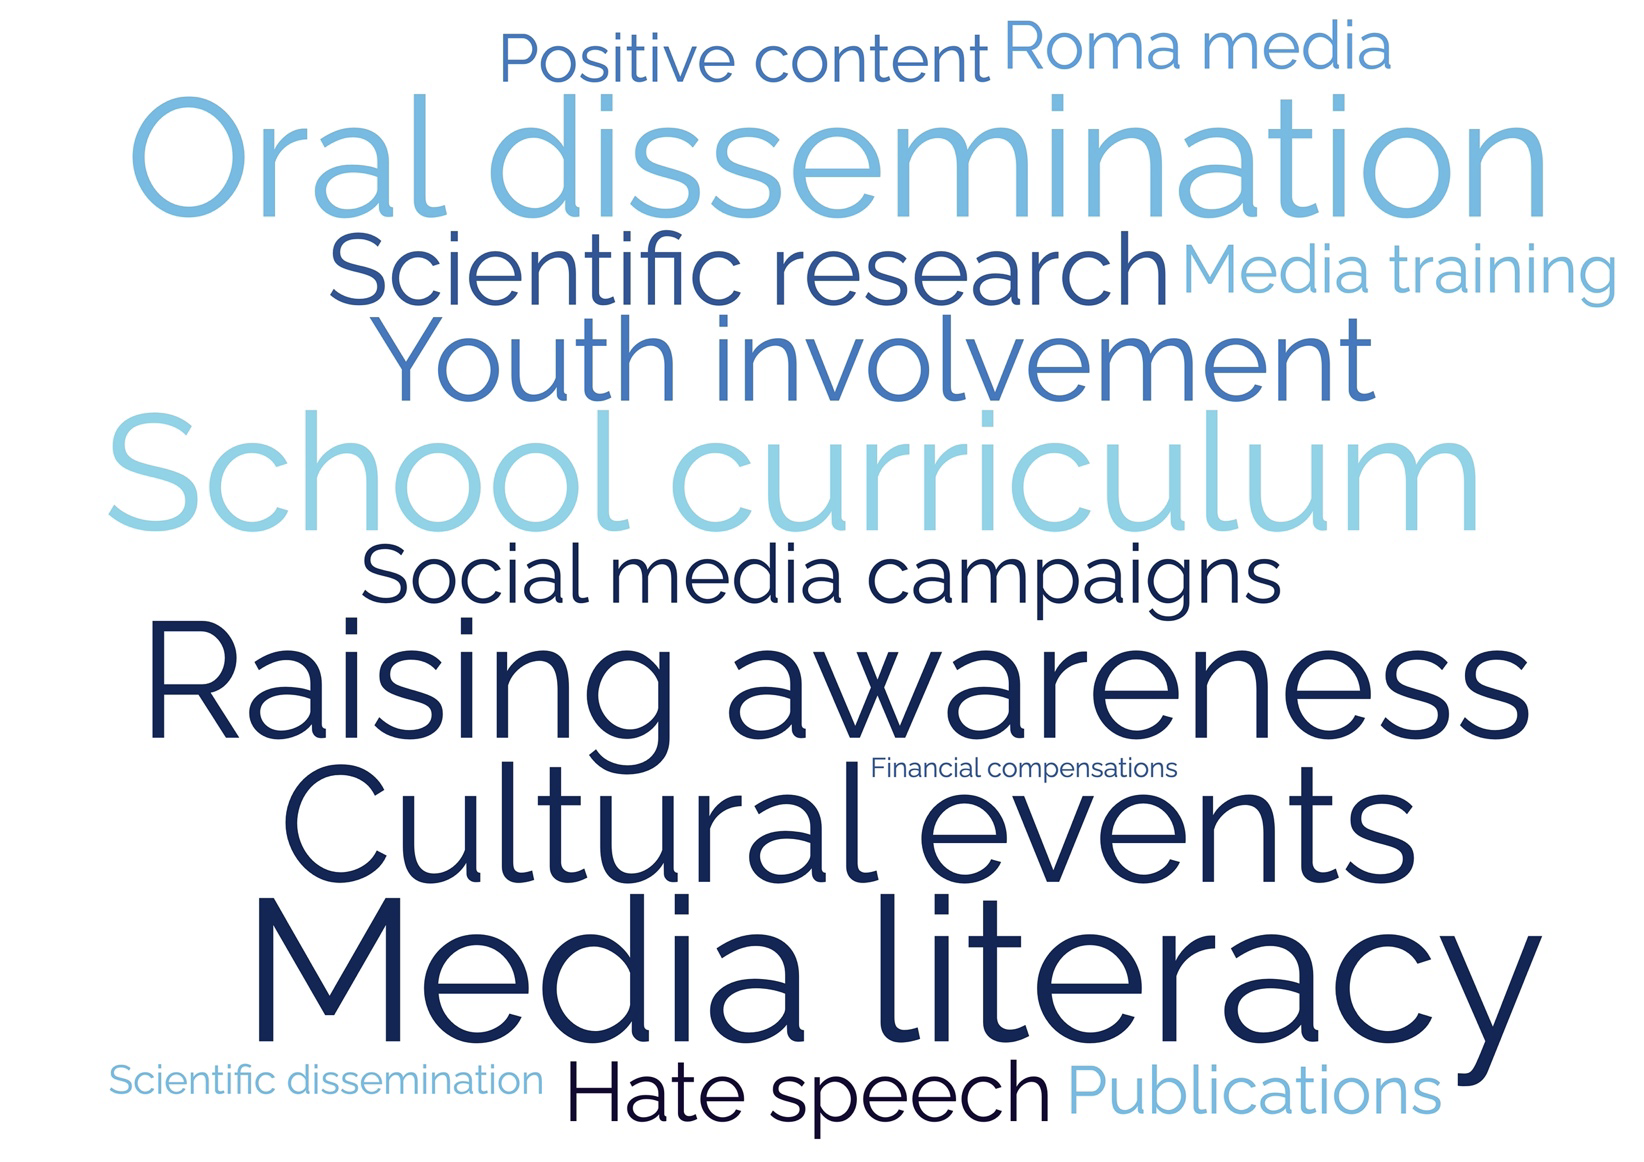 Positive content Roma media
Oral dissemination
Scientific research Media training
Youth involvement
School curriculum
Social media campaigns
Raising awareness
Financial compensations
Cultural events
Media literacy
Scientific dissemination Hate speech Publications